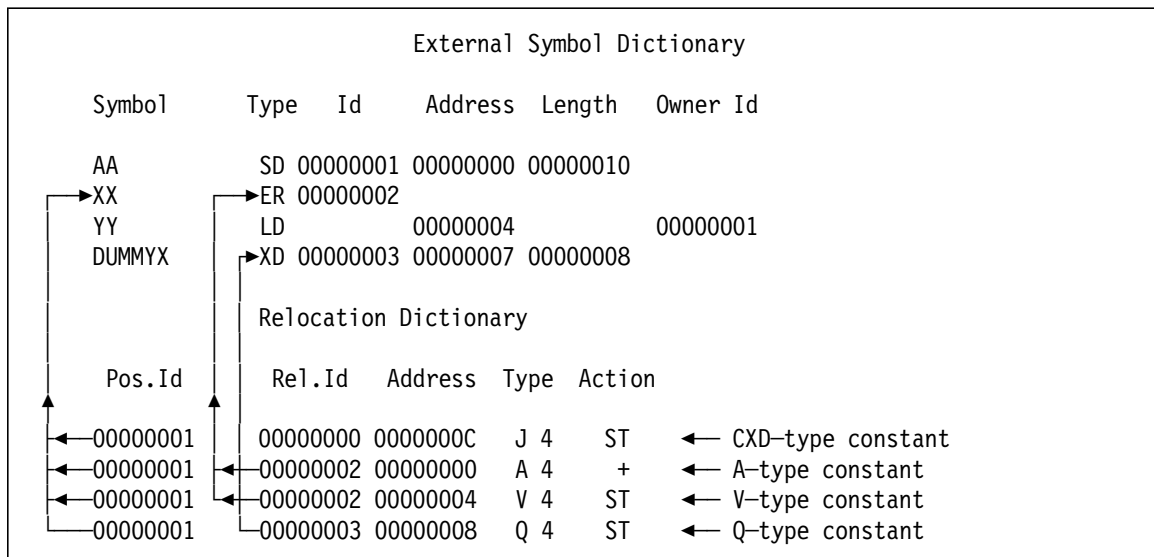 External Symbol Dictionary
Symbol Type Id Address Length Owner Id
AA SD 00000001 00000000 00000010
XX ER 00000002
YY LD 00000004 00000001
DUMMYX XD 00000003 00000007 00000008
Relocation Dictionary
Pos.Id Rel.Id Address Type Action
00000001 00000000 0000000C J 4 ST CXD—type constant
00000001 00000002 00000000 A 4 + A—type constant
00000001 00000002 00000004 V 4 ST V—type constant
00000001 00000003 00000008 Q 4 ST Q—type constant